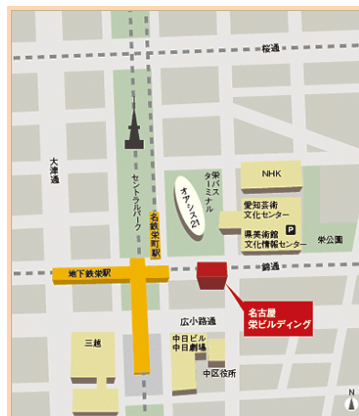 桜通
大津通
セントラルパーク
名鉄栄町駅
オアシス21
栄バス
ターミナル
NHK
愛知芸術
文化センター
県美術館
文化情報センター
P
栄公園
地下鉄栄駅
錦通
名古屋
栄ビルディング
広小路通
三越
中日ビル
中日劇場
中区役所
N